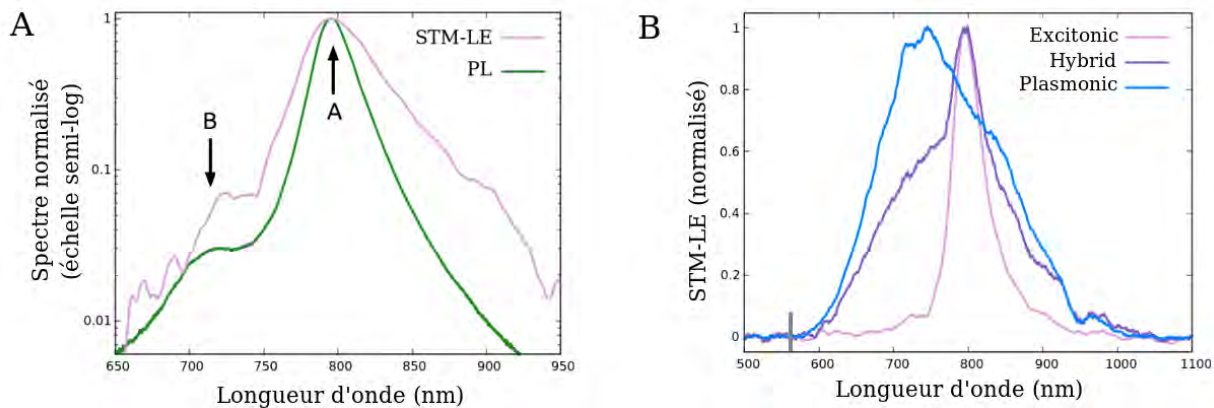 A
Spectre normalisé
(échelle semi-log)
1
0.1
0.01
STM-LE
PL
B
A
650 700 750 800 850 900 950
Longueur d'onde (nm)
B
STM-LE (normalisé)
1
0.8
0.6
0.4
0.2
0
Excitonic
Hybrid
Plasmonic
500 600 700 800 900 1000 1100
Longueur d'onde (nm)